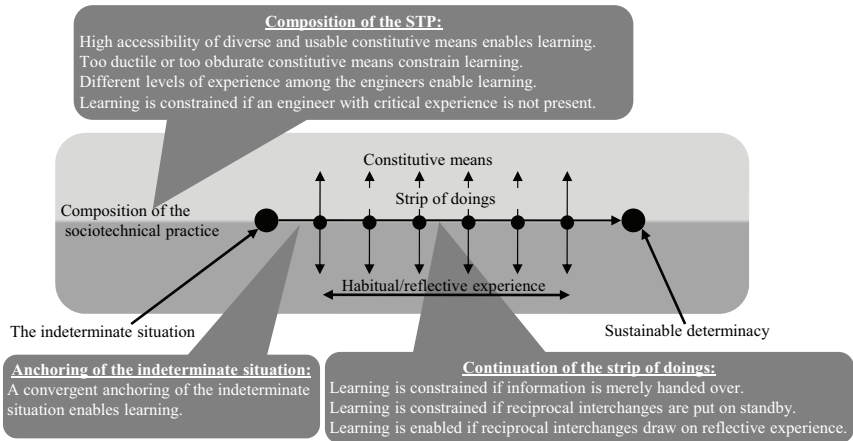 Composition of the STP:
High accessibility of diverse and usable constitutive means enables learning.
Too ductile or too obdurate constitutive means constrain learning.
Different levels of experience among the engineers enable learning.
Learning is constrained if an engineer with critical experience is not present.
Constitutive means
Strip of doings
Composition of the
sociotechnical practice
Habitual/reflective experience
The indeterminate situation
Sustainable determinacy
Anchoring of the indeterminate situation:
A convergent anchoring of the indeterminate
situation enables learning.
Continuation of the strip of doings:
Learning is constrained if information is merely handed over.
Learning is constrained if reciprocal interchanges are put on standby.
Learning is enabled if reciprocal interchanges draw on reflective experience.